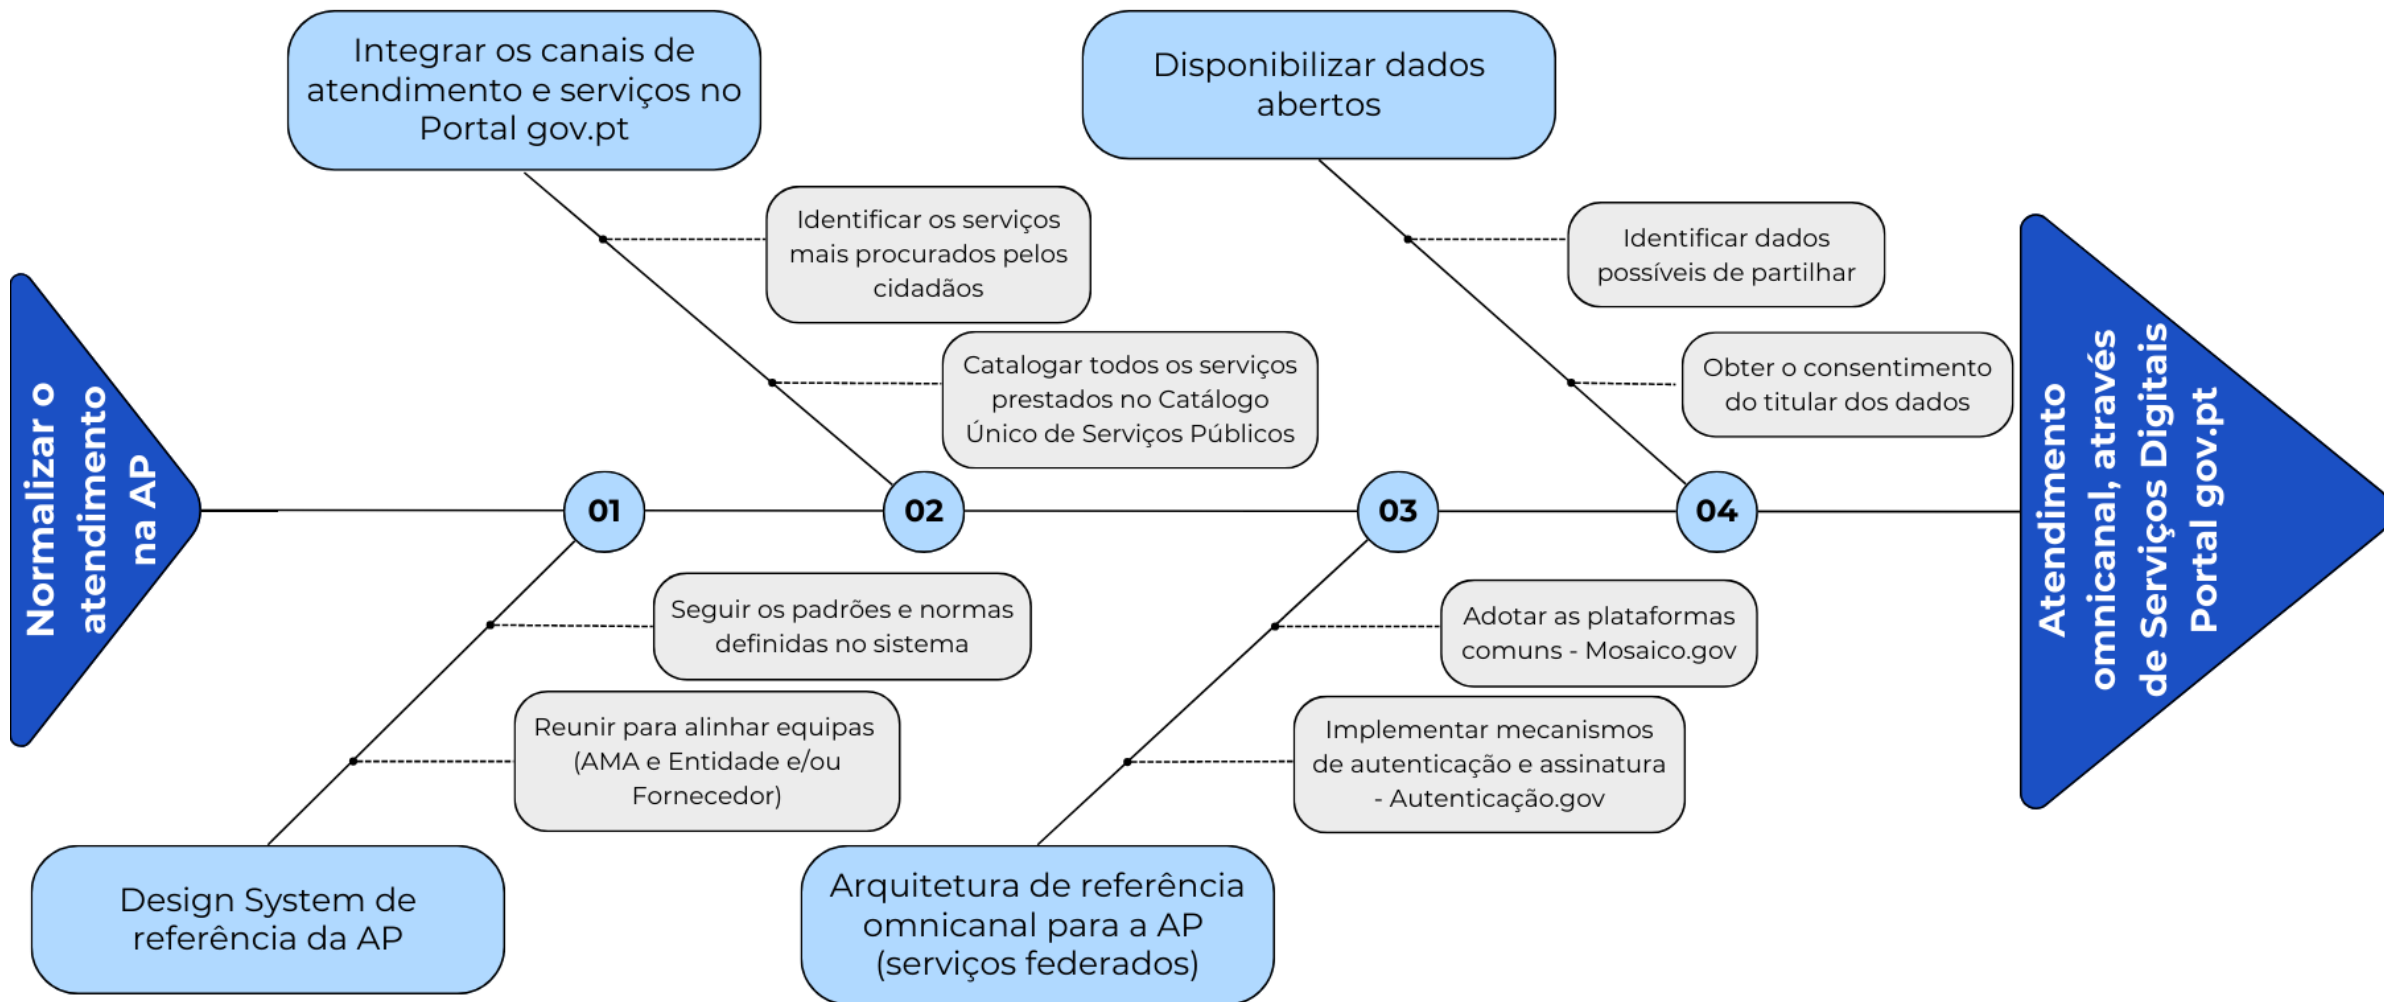 Integrar os canais de
atendimento e serviços no
Portal gov.pt
Disponibilizar dados
abertos
Identificar os serviços
mais procurados pelos
cidadãos
Identificar dados
possíveis de partilhar
Catalogar todos os serviços
prestados no Catálogo
Único de Serviços Públicos
Obter o consentimento
do titular dos dados
Normalizar o
atendimento
na AP
01
02
03
04
Atendimento
omnicanal, através
de Serviços Digitais
Portal gov.pt
Seguir os padrões e normas
definidas no sistema
Adotar as plataformas
comuns - Mosaico.gov
Reunir para alinhar equipas
(AMA e Entidade e/ou
Fornecedor)
Implementar mecanismos
de autenticação e assinatura
- Autenticação.gov
Design System de
referência da AP
Arquitetura de referência
omnicanal para a AP
(serviços federados)